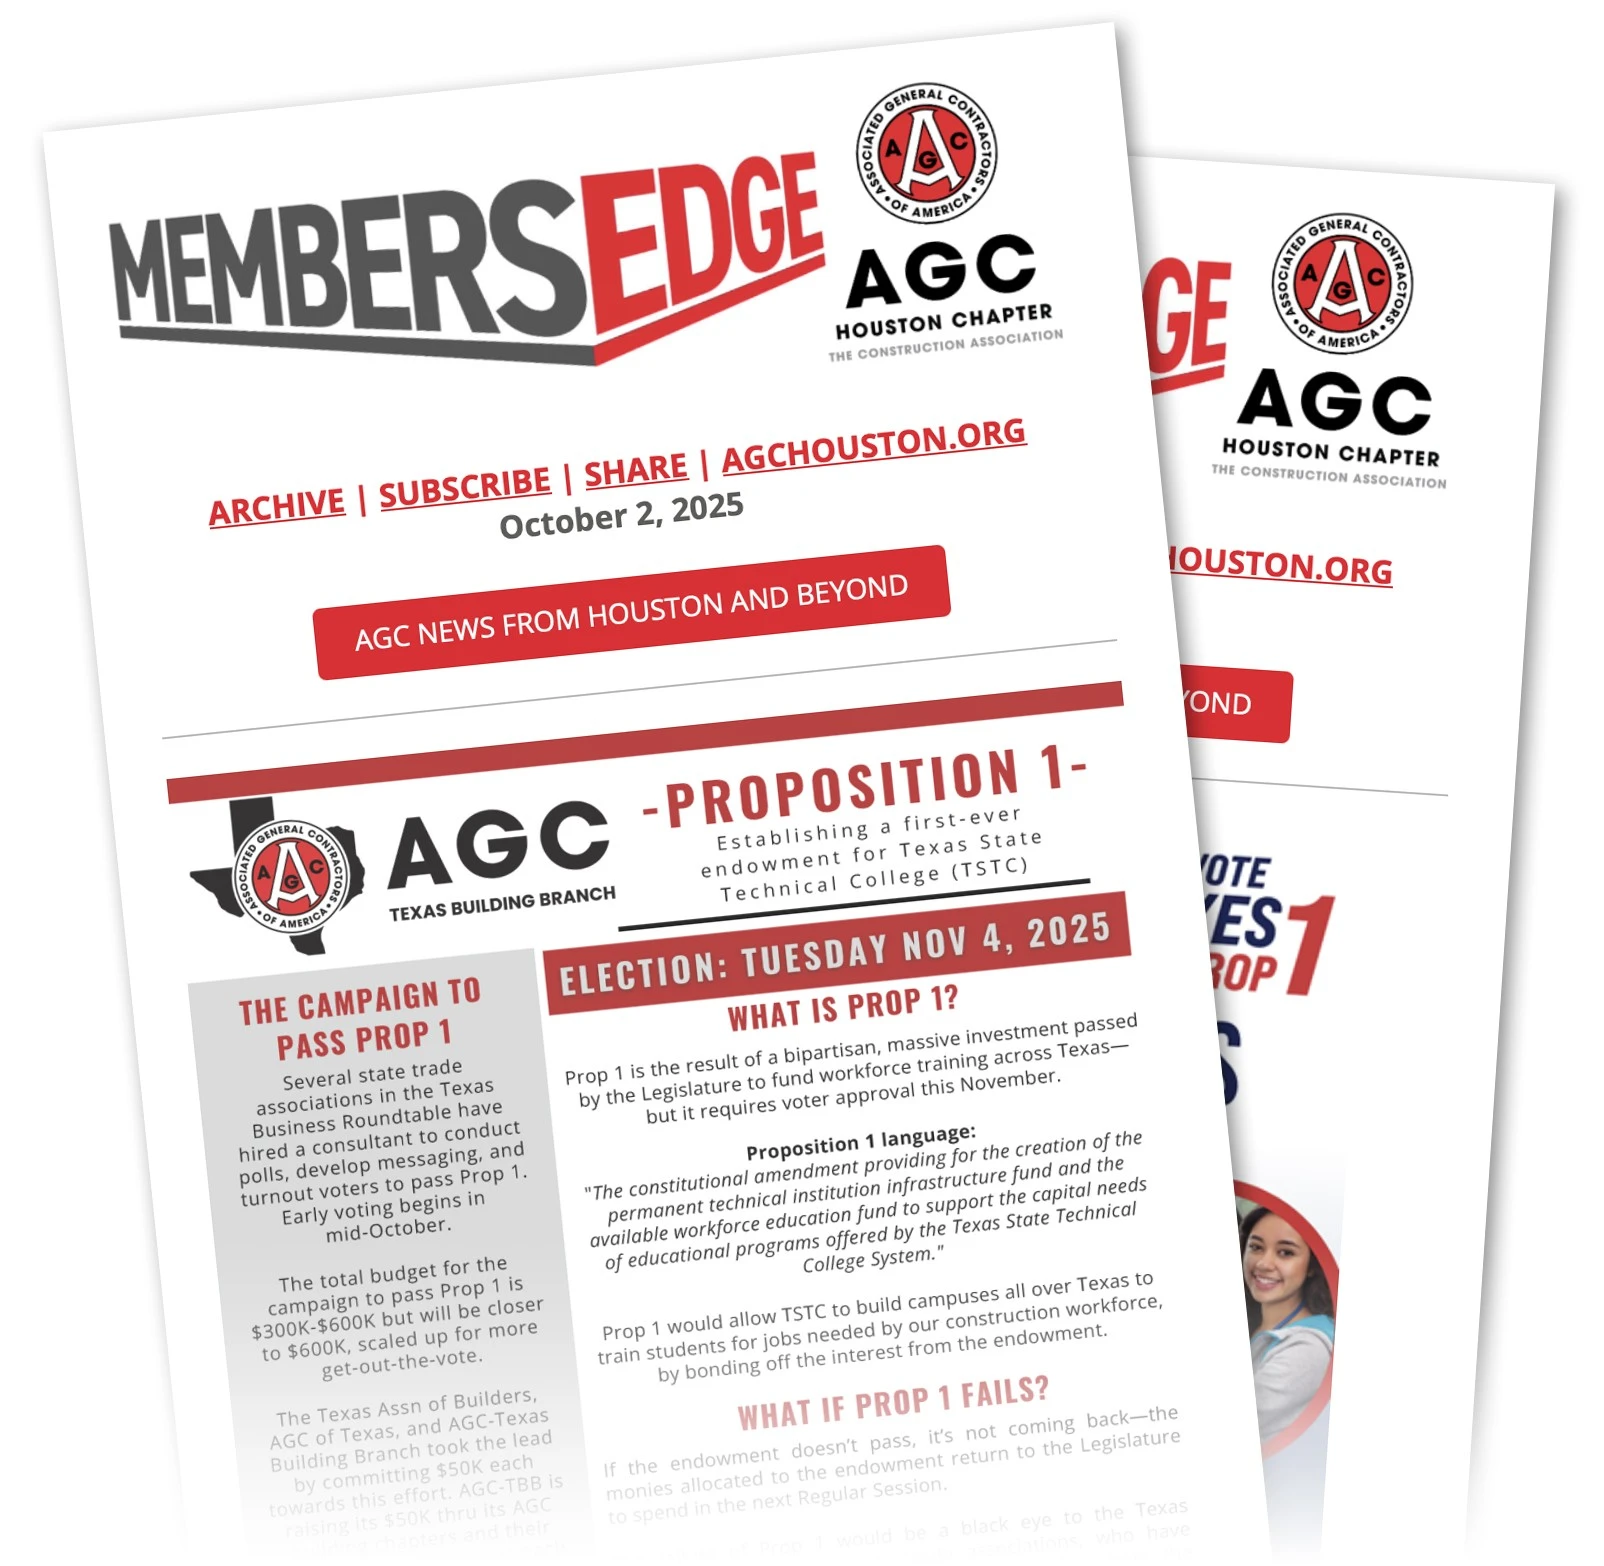 MEMBERSEDGE
ASSOCIATED GENERAL CONTRACTORS
OF AMERICA
A G C
AGC
HOUSTON CHAPTER
THE CONSTRUCTION ASSOCIATION
ARCHIVE | SUBSCRIBE | SHARE | AGCHOUSTON.ORG
October 2, 2025
AGC NEWS FROM HOUSTON AND BEYOND
ASSOCIATED GENERAL CONTRACTORS
OF AMERICA
A G C
AGC
TEXAS BUILDING BRANCH
-PROPOSITION 1-
Establishing a first-ever
endowment for Texas State
Technical College (TSTC)
ELECTION: TUESDAY NOV 4, 2025
THE CAMPAIGN TO
PASS PROP 1
Several state trade
associations in the Texas
Business Roundtable have
hired a consultant to conduct
polls, develop messaging, and
turnout voters to pass Prop 1.
Early voting begins in
mid-October.
The total budget for the
campaign to pass Prop 1 is
$300K-$600K but will be closer
to $600K, scaled up for more
get-out-the-vote.
The Texas Assn of Builders,
AGC of Texas, and AGC-Texas
Building Branch took the lead
by committing $50K each
towards this effort. AGC-TBB is
raising its $50K thru its AGC
building chapters and their
WHAT IS PROP 1?
Prop 1 is the result of a bipartisan, massive investment passed
by the Legislature to fund workforce training across Texas—
but it requires voter approval this November.
Proposition 1 language:
"The constitutional amendment providing for the creation of the
permanent technical institution infrastructure fund and the
available workforce education fund to support the capital needs
of educational programs offered by the Texas State Technical
College System."
Prop 1 would allow TSTC to build campuses all over Texas to
train students for jobs needed by our construction workforce,
by bonding off the interest from the endowment.
WHAT IF PROP 1 FAILS?
If the endowment doesn't pass, it's not coming back—the
monies allocated to the endowment return to the Legislature
to spend in the next Regular Session.
of Prop 1 would be a black eye to the Texas
associations, who have
GE
ASSOCIATED GENERAL CONTRACTORS
OF AMERICA
A G C
AGC
HOUSTON CHAPTER
THE CONSTRUCTION ASSOCIATION
HOUSTON.ORG
YOND
VOTE
YES
ROP 1
S